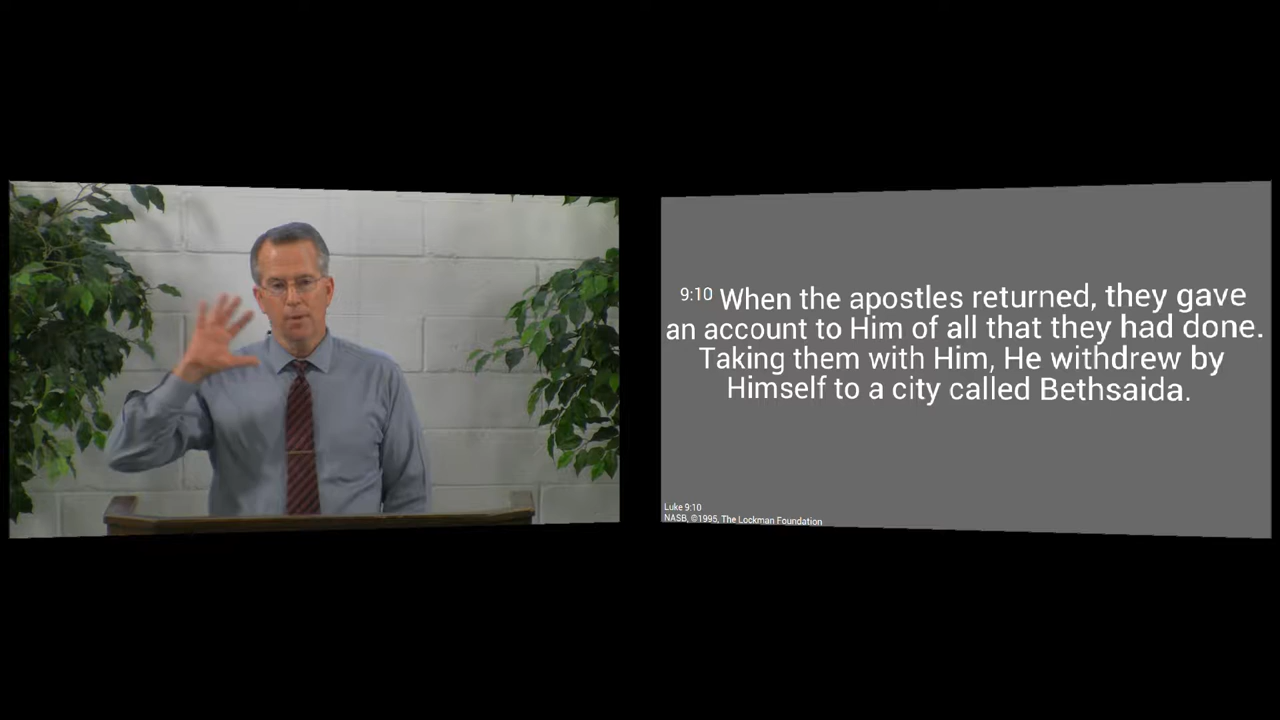 9:10 When the apostles returned, they gave
an account to Him of all that they had done.
Taking them with Him, He withdrew by
Himself to a city called Bethsaida.
Luke 9:10
NASB, ©1995, The Lockman Foundation